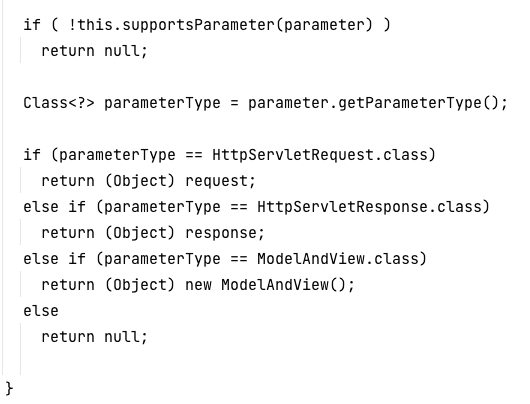 if ( !this.supportsParameter(parameter) )
return null;
Class<?> parameterType = parameter.getParameterType();
if (parameterType == HttpServletRequest.class)
return (Object) request;
else if (parameterType == HttpServletResponse.class)
return (Object) response;
else if (parameterType == ModelAndView.class)
return (Object) new ModelAndView();
else
return null;
}